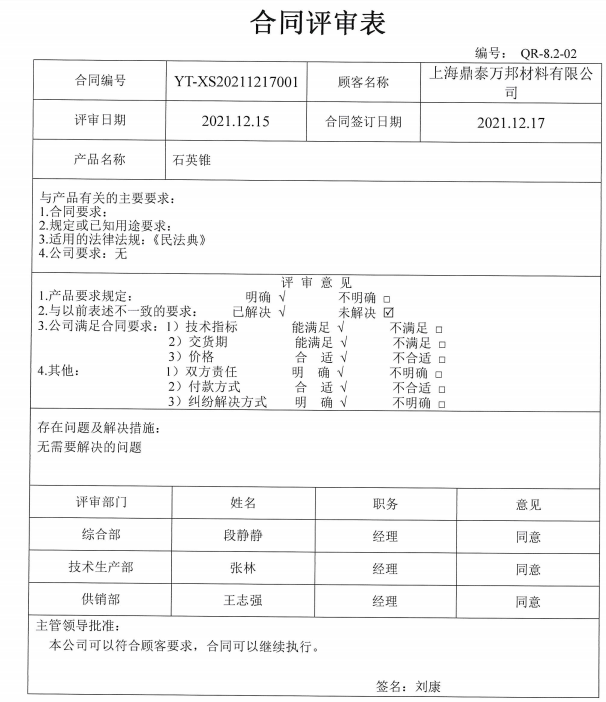 合同评审表
编号： QR-8.2-02
合同编号 YT-XS20211217001 顾客名称 上海鼎泰万邦材料有限公
司
评审日期 2021.12.15 合同签订日期 2021.12.17
产品名称 石英锥
与产品有关的主要要求：
1.合同要求：
2.规定或已知用途要求：
3.适用的法律法规：《民法典》
4.公司要求：无
评 审 意 见
1.产品要求规定： 明确 √ 不明确 □
2.与以前表述不一致的要求： 已解决 √ 未解决 ☑
3.公司满足合同要求：1）技术指标 能满足 √ 不满足 □
2）交货期 能满足 √ 不满足 □
3）价格 合 适 √ 不合适 □
4.其他： 1）双方责任 明 确 √ 不明确 □
2）付款方式 合 适 √ 不合适 □
3）纠纷解决方式 明 确 √ 不明确 □
存在问题及解决措施：
无需要解决的问题
评审部门 姓名 职务 意见
综合部 段静静 经理 同意
技术生产部 张林 经理 同意
供销部 王志强 经理 同意
主管领导批准：
本公司可以符合顾客要求，合同可以继续执行。
签名：刘康